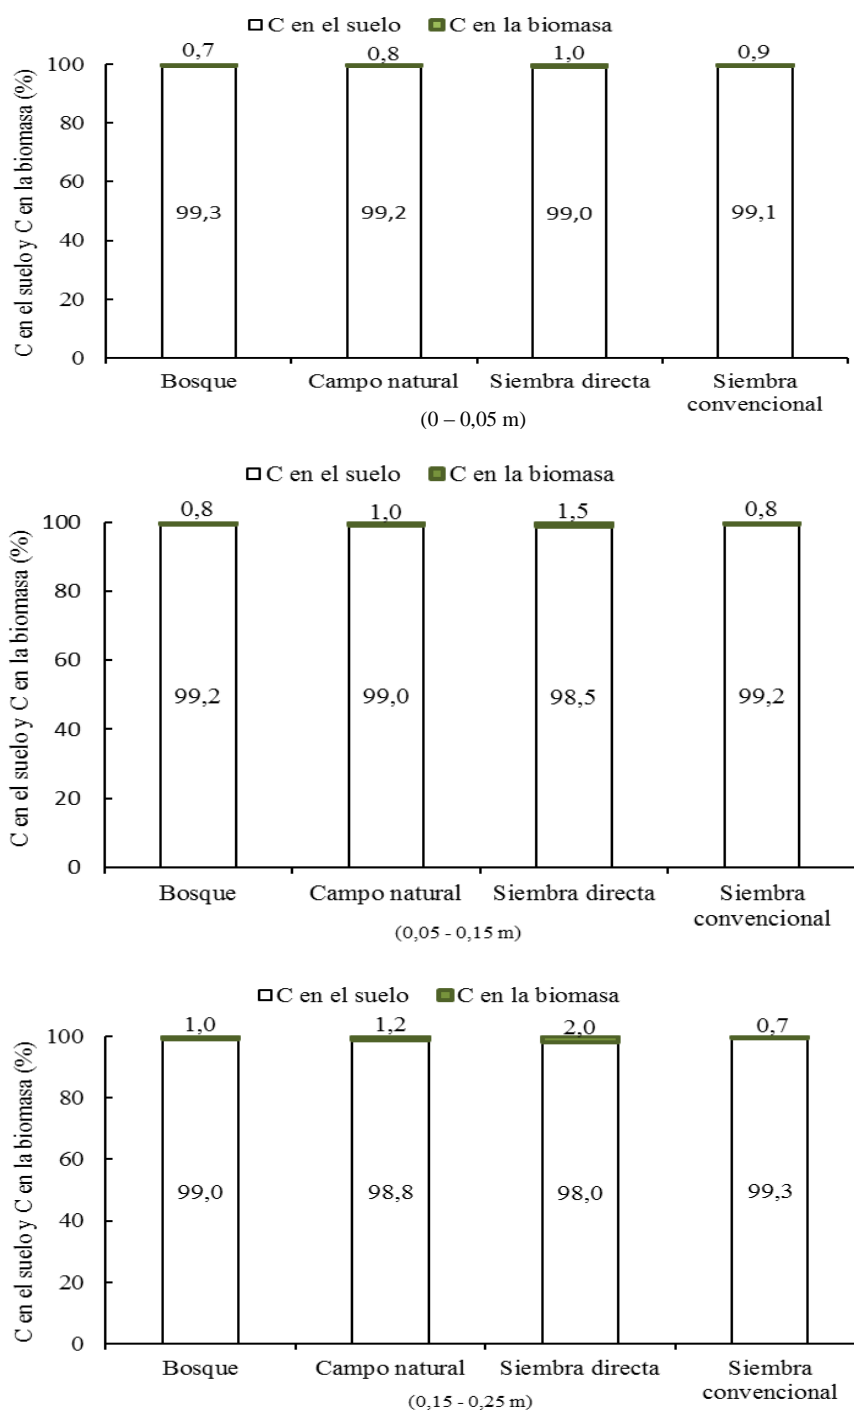 C en el suelo C en la biomasa
C en el suelo y C en la biomasa (%)
0,7 0,8 1,0 0,9
100
80
60
99,3 99,2 99,0 99,1
40
20
0
Bosque Campo natural Siembra directa Siembra
convencional
(0 – 0,05 m)
C en el suelo C en la biomasa
C en el suelo y C en la biomasa (%)
0,8 1,0 1,5 0,8
100
80
60
99,2 99,0 98,5 99,2
40
20
0
Bosque Campo natural Siembra directa Siembra
convencional
(0,05 - 0,15 m)
C en el suelo C en la biomasa
C en el suelo y C en la biomasa (%)
1,0 1,2 2,0 0,7
100
80
60
99,0 98,8 98,0 99,3
40
20
0
Bosque Campo natural Siembra directa Siembra
convencional
(0,15 - 0,25 m)